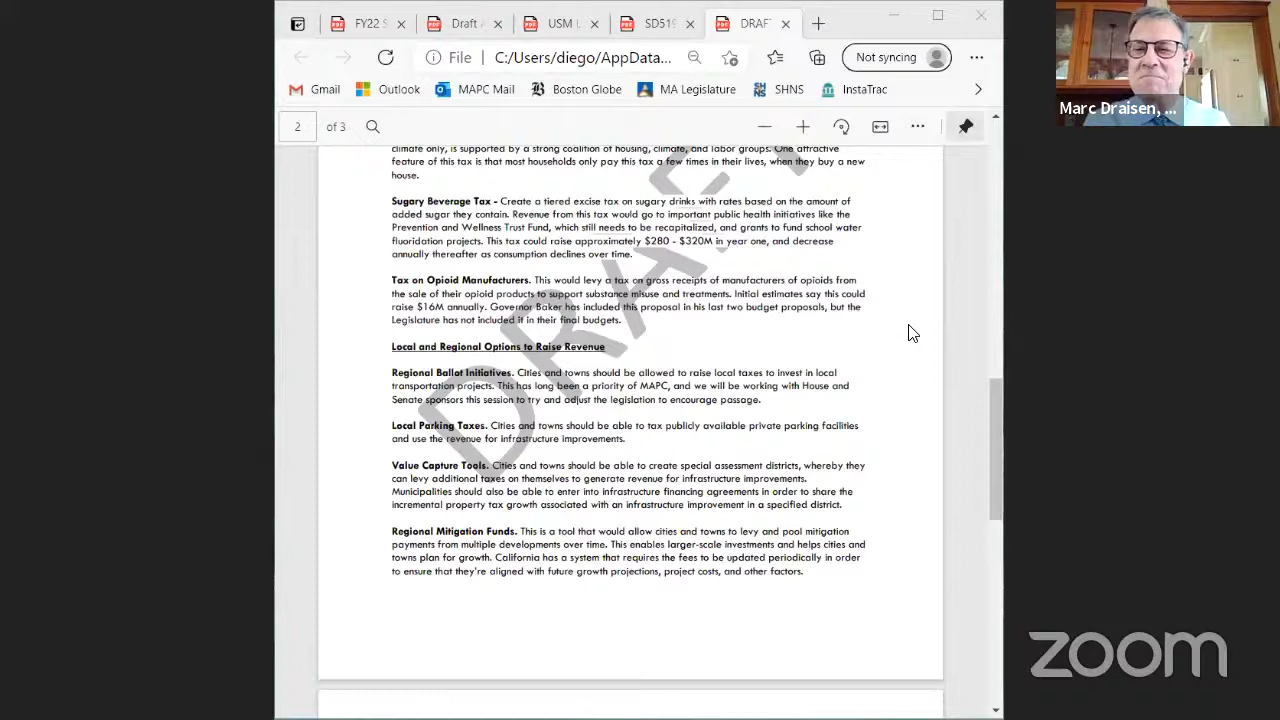 FY22 S
Draft A
USM L
SD519
DRAFT
File
C:/Users/diego/AppData...
Not syncing
Gmail
Outlook
MAPC Mail
Boston Globe
MA Legislature
SHNS
InstaTrac
2 of 3
climate only, is supported by a strong coalition of housing, climate, and labor groups. One attractive
feature of this tax is that most households only pay this tax a few times in their lives, when they buy a new
house.
Sugary Beverage Tax - Create a tiered excise tax on sugary drinks with rates based on the amount of
added sugar they contain. Revenue from this tax would go to important public health initiatives like the
Prevention and Wellness Trust Fund, which still needs to be recapitalized, and grants to fund school water
fluoridation projects. This tax could raise approximately $280 - $320M in year one, and decrease
annually thereafter as consumption declines over time.
Tax on Opioid Manufacturers. This would levy a tax on gross receipts of manufacturers of opioids from
the sale of their opioid products to support substance misuse and treatments. Initial estimates say this could
raise $16M annually. Governor Baker has included this proposal in his last two budget proposals, but the
Legislature has not included it in their final budgets.
Local and Regional Options to Raise Revenue
Regional Ballot Initiatives. Cities and towns should be allowed to raise local taxes to invest in local
transportation projects. This has long been a priority of MAPC, and we will be working with House and
Senate sponsors this session to try and adjust the legislation to encourage passage.
Local Parking Taxes. Cities and towns should be able to tax publicly available private parking facilities
and use the revenue for infrastructure improvements.
Value Capture Tools. Cities and towns should be able to create special assessment districts, whereby they
can levy additional taxes on themselves to generate revenue for infrastructure improvements.
Municipalities should also be able to enter into infrastructure financing agreements in order to share the
incremental property tax growth associated with an infrastructure improvement in a specified district.
Regional Mitigation Funds. This is a tool that would allow cities and towns to levy and pool mitigation
payments from multiple developments over time. This enables larger-scale investments and helps cities and
towns plan for growth. California has a system that requires the fees to be updated periodically in order
to ensure that they're aligned with future growth projections, project costs, and other factors.
DRAFT
Marc Draisen, ...
zoom